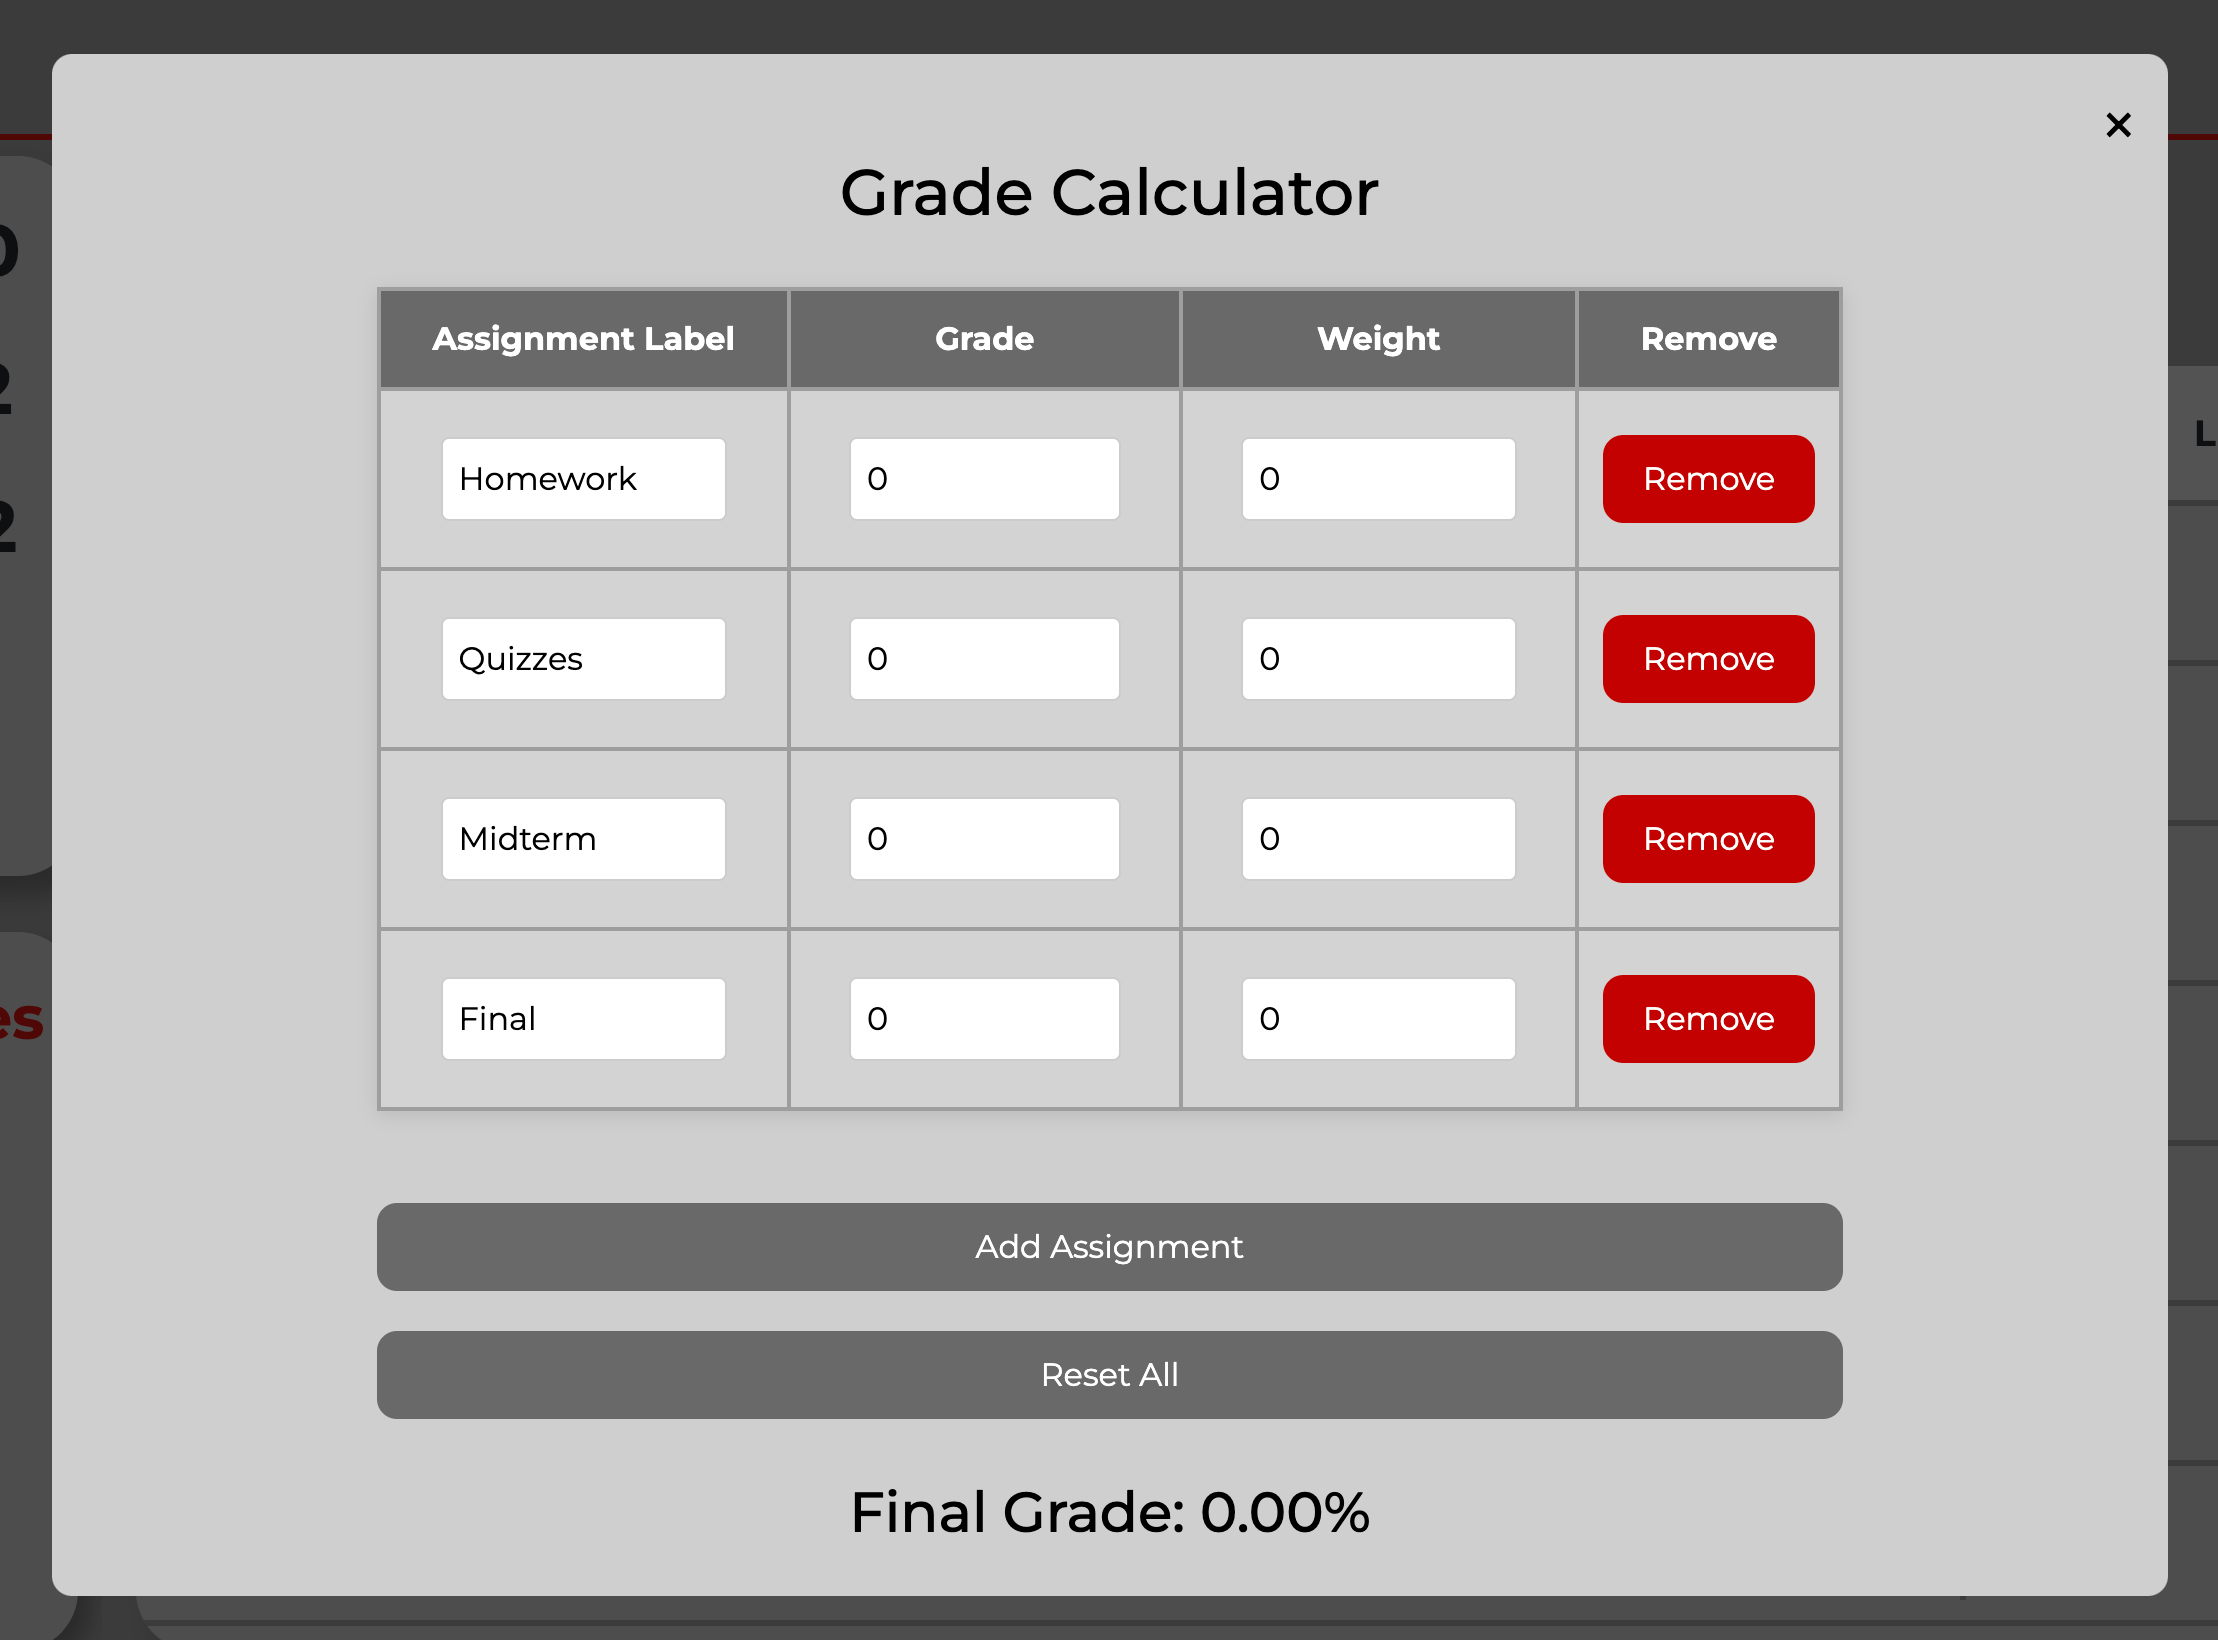 ×
Grade Calculator
Assignment Label Grade Weight Remove
Homework 0 0 Remove
Quizzes 0 0 Remove
Midterm 0 0 Remove
Final 0 0 Remove
Add Assignment
Reset All
Final Grade: 0.00%